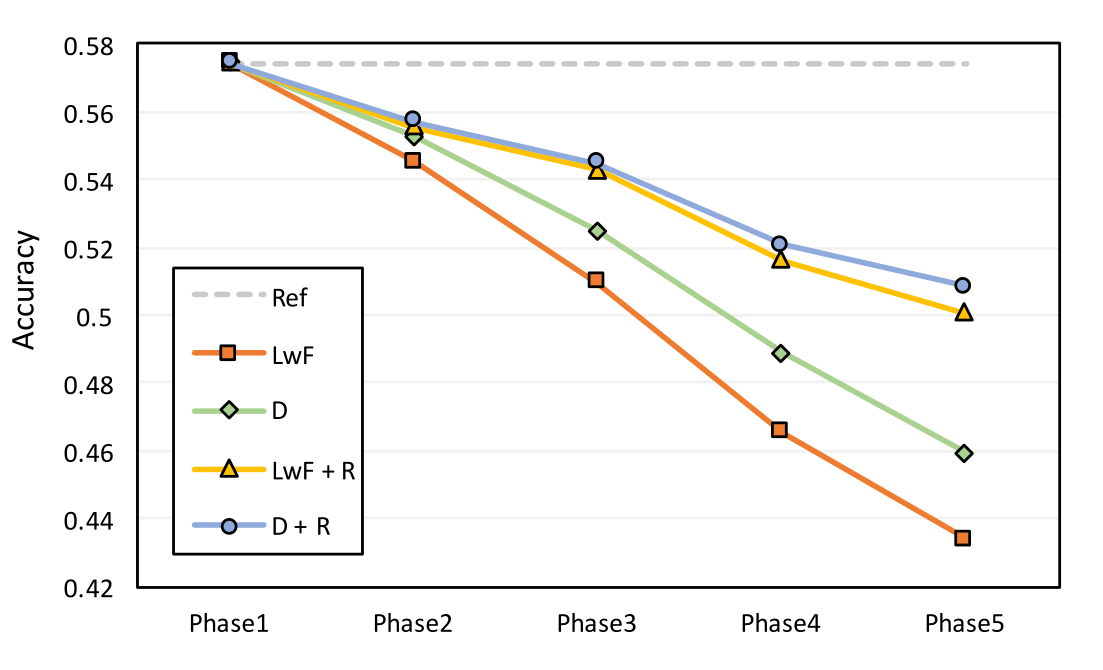 Accuracy
0.58
0.56
0.54
0.52
0.5
0.48
0.46
0.44
0.42
Ref
LwF
D
LwF + R
D + R
Phase1 Phase2 Phase3 Phase4 Phase5